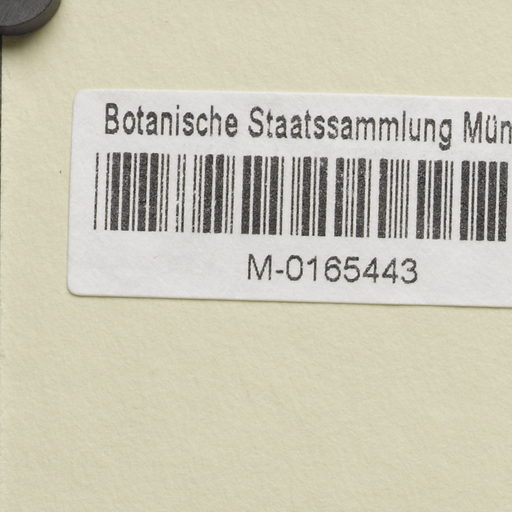 Botanische Staatssammlung Mün
M-0165443